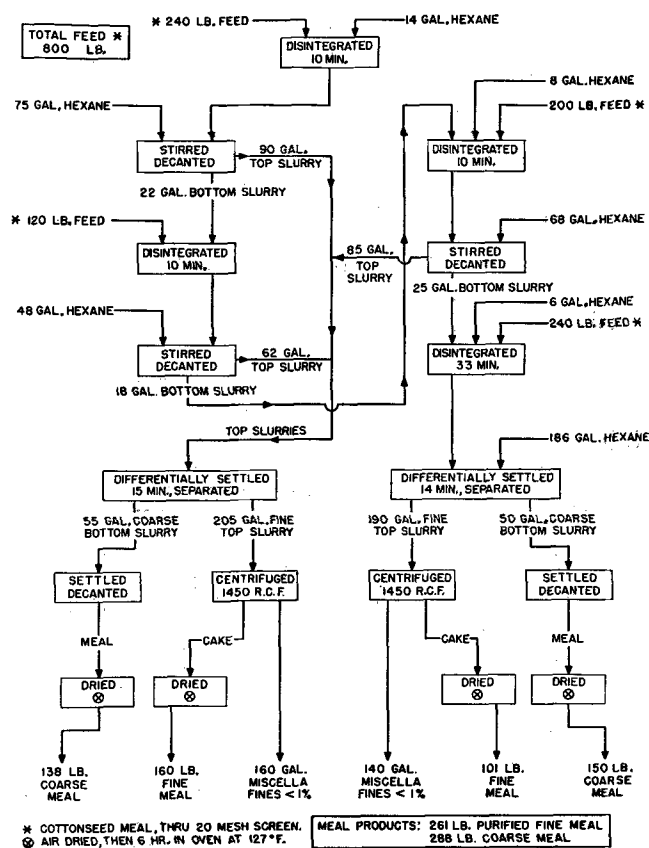 TOTAL FEED *
800 LB.
* 240 LB. FEED
14 GAL, HEXANE
DISINTEGRATED
10 MIN.
75 GAL, HEXANE
STIRRED
DECANTED
90 GAL.
TOP SLURRY
22 GAL. BOTTOM SLURRY
* 120 LB. FEED
DISINTEGRATED
10 MIN.
48 GAL. HEXANE
STIRRED
DECANTED
62 GAL.
TOP SLURRY
18 GAL. BOTTOM SLURRY
8 GAL. HEXANE
200 LB. FEED *
DISINTEGRATED
10 MIN.
68 GAL. HEXANE
85 GAL.
TOP
SLURRY
STIRRED
DECANTED
25 GAL. BOTTOM SLURRY
6 GAL. HEXANE
240 LB. FEED *
DISINTEGRATED
33 MIN.
TOP SLURRIES
186 GAL. HEXANE
DIFFERENTIALLY SETTLED
15 MIN., SEPARATED
DIFFERENTIALLY SETTLED
14 MIN., SEPARATED
55 GAL. COARSE
BOTTOM SLURRY
205 GAL. FINE
TOP SLURRY
190 GAL. FINE
TOP SLURRY
50 GAL. COARSE
BOTTOM SLURRY
SETTLED
DECANTED
CENTRIFUGED
1450 R.C.F.
CENTRIFUGED
1450 R.C.F.
SETTLED
DECANTED
MEAL
CAKE
CAKE
MEAL
DRIED
⊗
DRIED
⊗
DRIED
⊗
DRIED
⊗
138 LB.
COARSE
MEAL
160 LB.
FINE
MEAL
160 GAL.
MISCELLA
FINES < 1%
140 GAL.
MISCELLA
FINES < 1%
101 LB.
FINE
MEAL
150 LB.
COARSE
MEAL
* COTTONSEED MEAL, THRU 20 MESH SCREEN.
⊗ AIR DRIED, THEN 6 HR. IN OVEN AT 127°F.
MEAL PRODUCTS: 261 LB. PURIFIED FINE MEAL
288 LB. COARSE MEAL